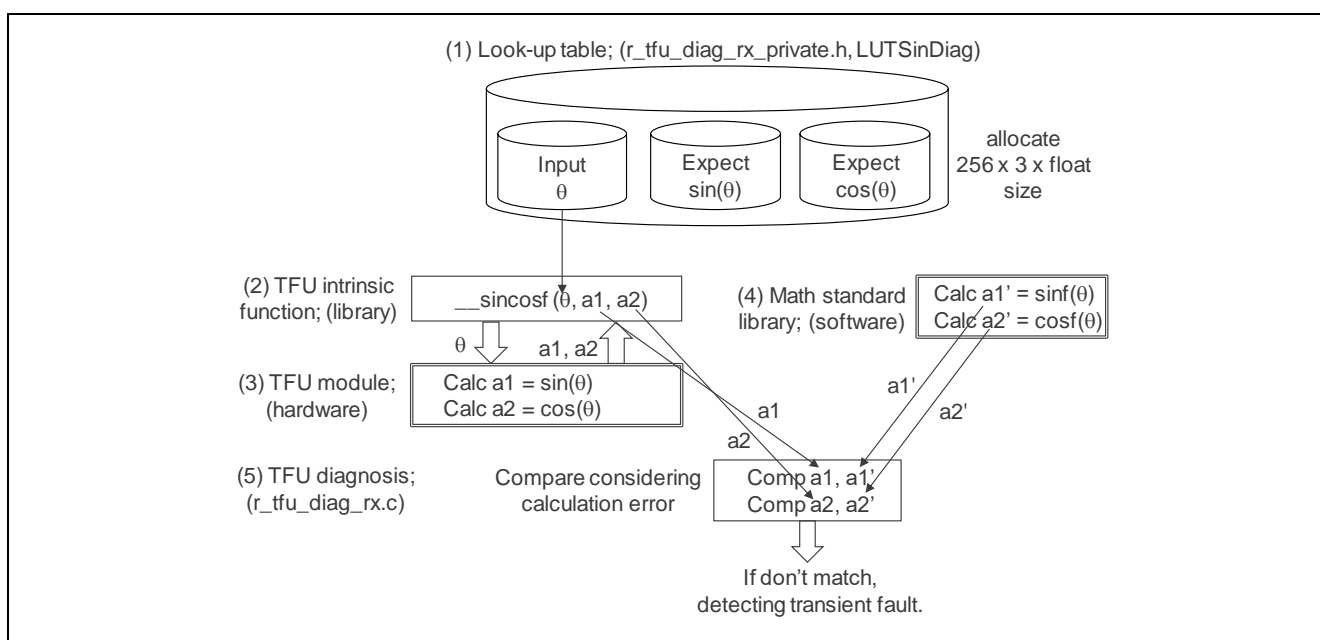 (1) Look-up table; (r_tfu_diag_rx_private.h, LUTSinDiag)
Input
θ
Expect
sin(θ)
Expect
cos(θ)
allocate
256 x 3 x float
size
(2) TFU intrinsic
function; (library)
__sincosf (θ, a1, a2)
(4) Math standard
library; (software)
Calc a1’ = sinf(θ)
Calc a2’ = cosf(θ)
θ
a1, a2
(3) TFU module;
(hardware)
Calc a1 = sin(θ)
Calc a2 = cos(θ)
a1
a2
a1'
a2'
(5) TFU diagnosis;
(r_tfu_diag_rx.c)
Compare considering
calculation error
Comp a1, a1’
Comp a2, a2’
If don’t match,
detecting transient fault.